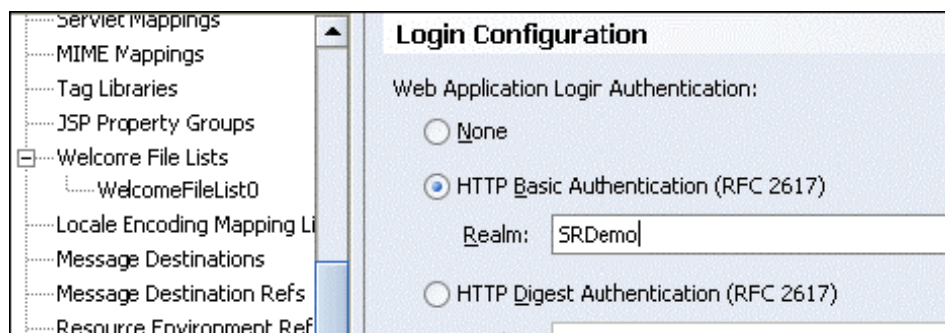 Servlet Mappings
MIME Mappings
Tag Libraries
JSP Property Groups
Welcome File Lists
WelcomeFileList0
Locale Encoding Mapping Li
Message Destinations
Message Destination Refs
Resource Environment Ref
Login Configuration
Web Application Login Authentication:
None
HTTP Basic Authentication (RFC 2617)
Realm: SRDemo
HTTP Digest Authentication (RFC 2617)